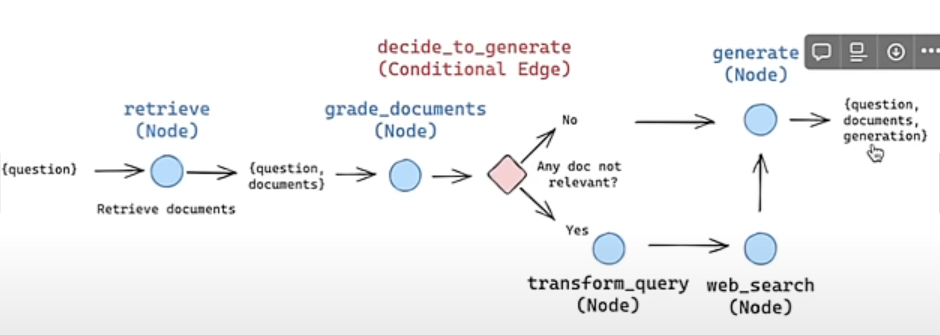 decide_to_generate
(Conditional Edge)
generate
(Node)
retrieve
(Node)
grade_documents
(Node)
{question,
documents,
generation}
No
{question}
{question,
documents}
Any doc not
relevant?
Retrieve documents
Yes
transform_query
(Node)
web_search
(Node)